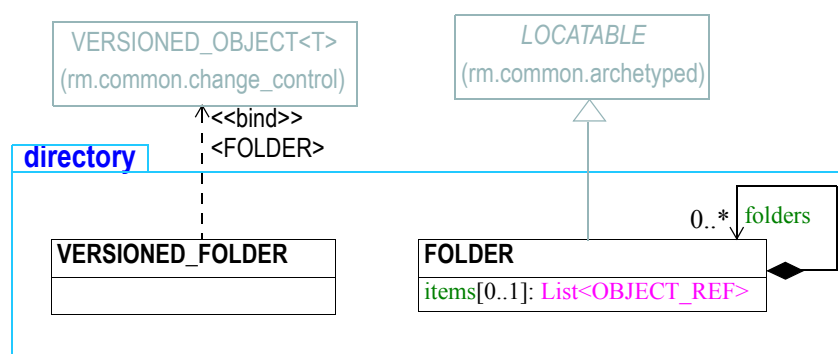 VERSIONED_OBJECT<T>
(rm.common.change_control)
LOCATABLE
(rm.common.archetyped)
<<bind>>
<FOLDER>
directory
0..* folders
VERSIONED_FOLDER
FOLDER
items[0..1]: List<OBJECT_REF>